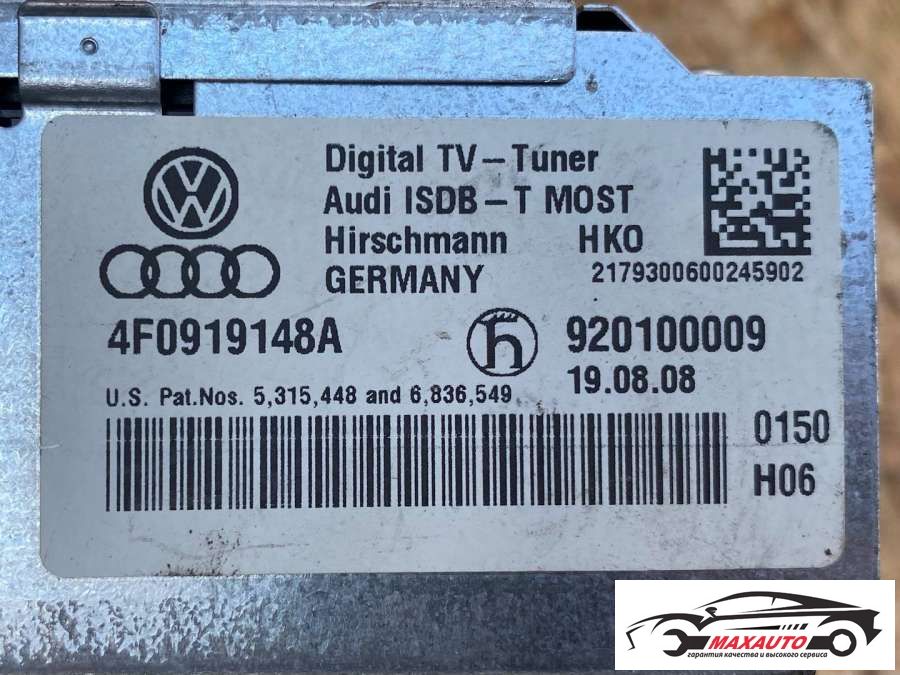 Digital TV-Tuner
Audi ISDB-T MOST
Hirschmann HK0
GERMANY
2179300600245902
4F0919148A
920100009
19.08.08
U.S. Pat.Nos. 5,315,448 and 6,836,549
0150
H06
MAXAUTO
гарантия качества и высокого сервиса